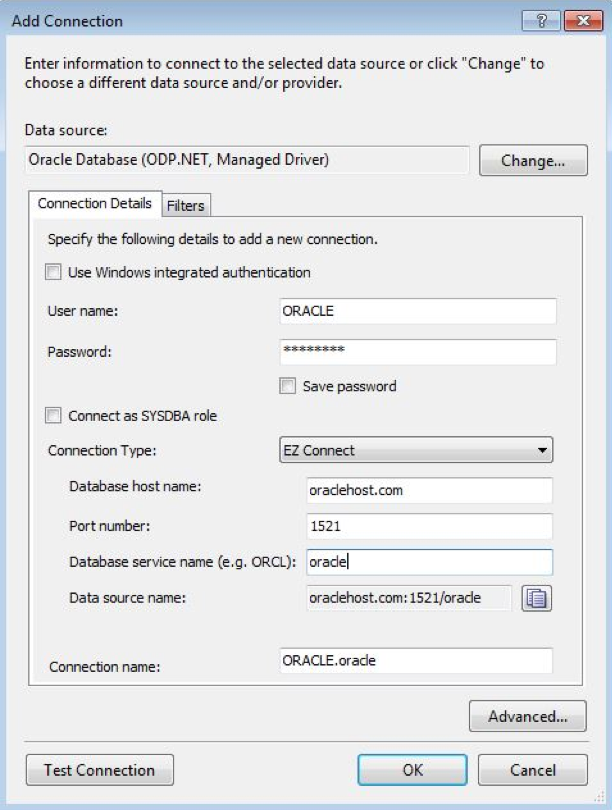 Add Connection
Enter information to connect to the selected data source or click "Change" to
choose a different data source and/or provider.
Data source:
Oracle Database (ODP.NET, Managed Driver)
Change...
Connection Details
Filters
Specify the following details to add a new connection.
Use Windows integrated authentication
User name:
ORACLE
Password:
********
Save password
Connect as SYSDBA role
Connection Type:
EZ Connect
Database host name:
oraclehost.com
Port number:
1521
Database service name (e.g. ORCL):
oracle
Data source name:
oraclehost.com:1521/oracle
Connection name:
ORACLE.oracle
Advanced...
Test Connection
OK
Cancel